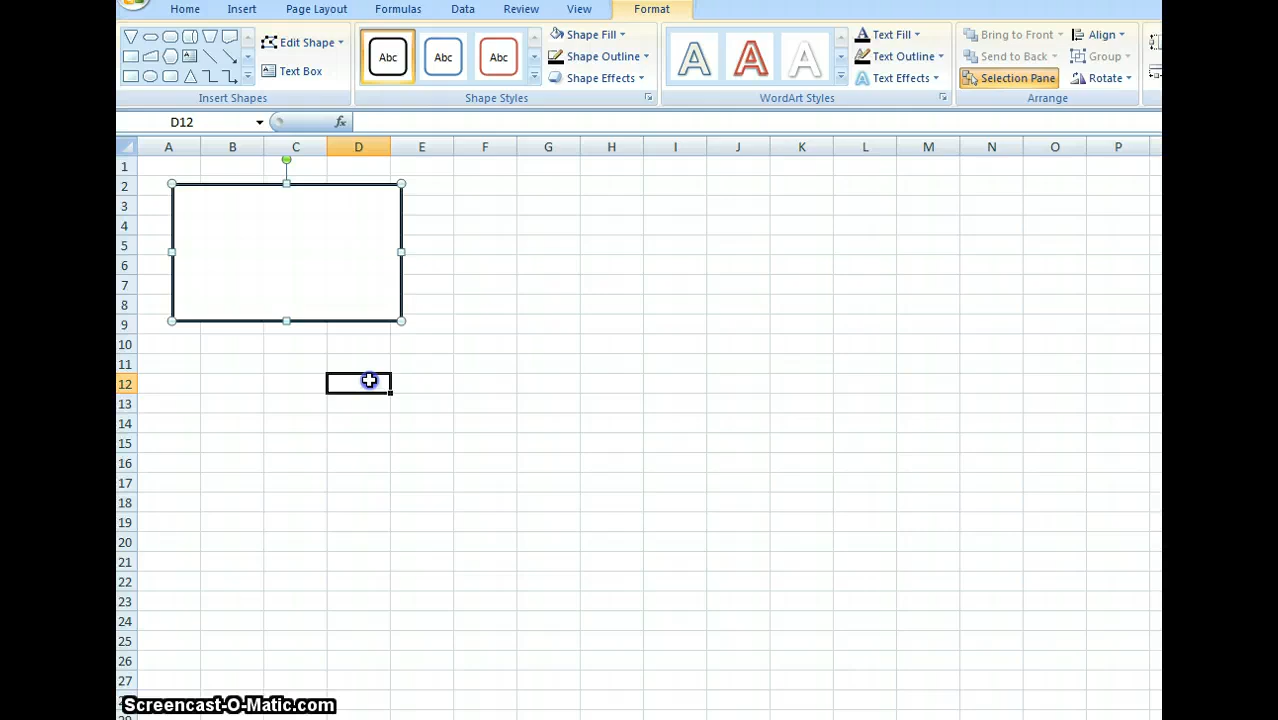 Home Insert Page Layout Formulas Data Review View Format
Edit Shape
Text Box
Insert Shapes
Abc Abc Abc
Shape Fill
Shape Outline
Shape Effects
Shape Styles
A A A
Text Fill
Text Outline
Text Effects
WordArt Styles
Bring to Front Align
Send to Back Group
Selection Pane Rotate
Arrange
D12 fx
A B C D E F G H I J K L M N O P
1
2
3
4
5
6
7
8
9
10
11
12
13
14
15
16
17
18
19
20
21
22
23
24
25
26
27
Screencast-O-Matic.com